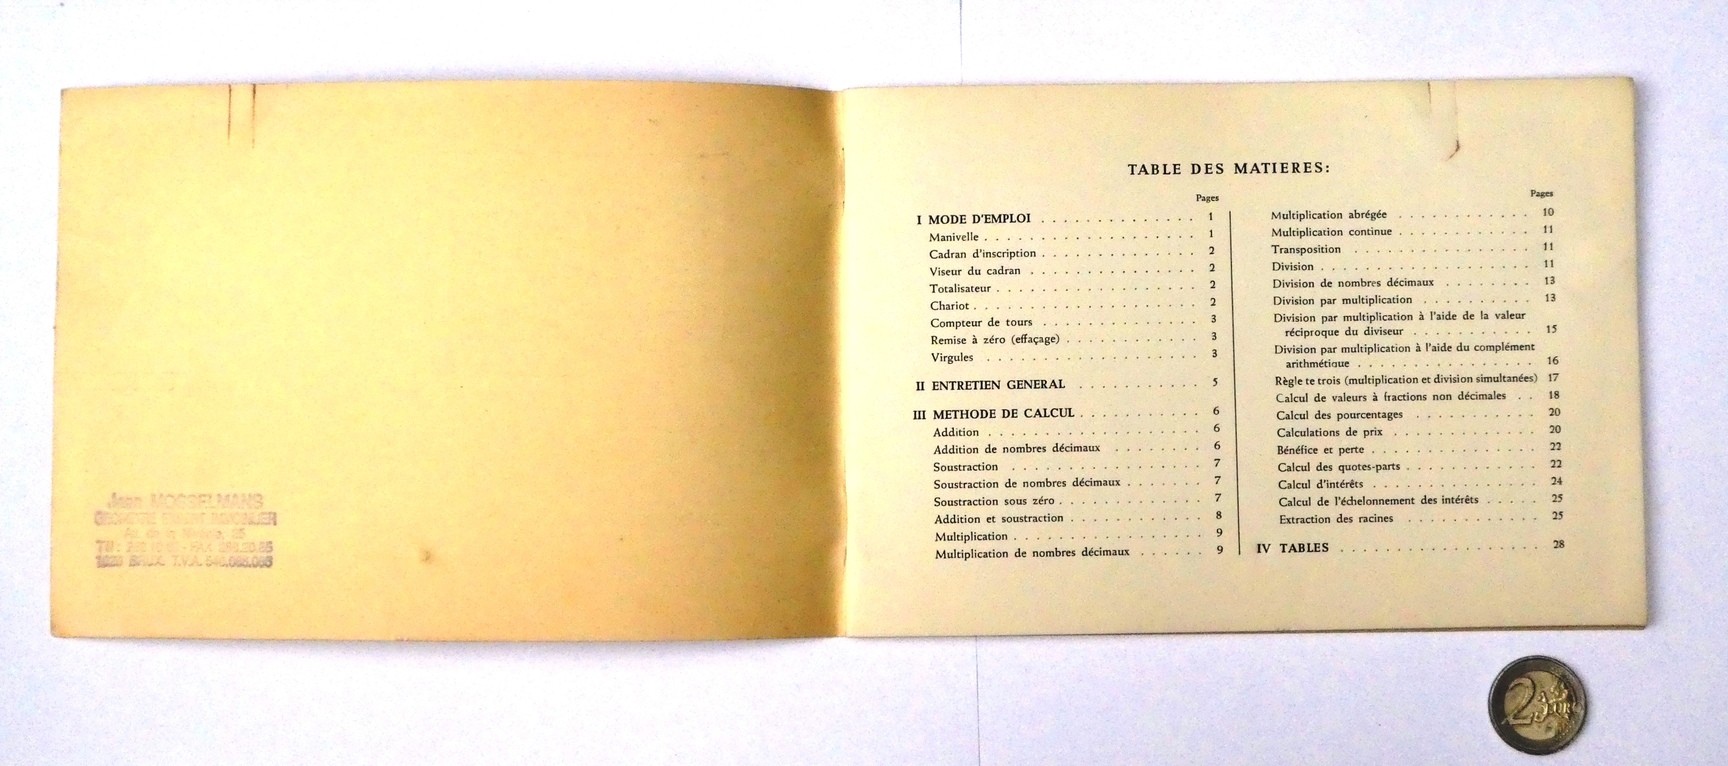 Jean MOSSELMANS
GEOMETRE EXPERT IMMOBILIER
TABLE DES MATIERES:
Pages
I MODE D'EMPLOI . . . . . . . . . . . . . . 1
Manivelle . . . . . . . . . . . . . . . . . . . 1
Cadran d'inscription . . . . . . . . . . . . . . 2
Viseur du cadran . . . . . . . . . . . . . . . 2
Totalisateur . . . . . . . . . . . . . . . . . . 2
Chariot . . . . . . . . . . . . . . . . . . . . 2
Compteur de tours . . . . . . . . . . . . . . 3
Remise à zéro (effaçage) . . . . . . . . . . . . 3
Virgules . . . . . . . . . . . . . . . . . . . 3
II ENTRETIEN GENERAL . . . . . . . . . . . 5
III METHODE DE CALCUL . . . . . . . . . . . 6
Addition . . . . . . . . . . . . . . . . . . . 6
Addition de nombres décimaux . . . . . . . . 6
Soustraction . . . . . . . . . . . . . . . . . 7
Soustraction de nombres décimaux . . . . . . . 7
Soustraction sous zéro . . . . . . . . . . . . . 7
Addition et soustraction . . . . . . . . . . . . 8
Multiplication . . . . . . . . . . . . . . . . . 9
Multiplication de nombres décimaux . . . . . . 9
Pages
Multiplication abrégée . . . . . . . . . . . . 10
Multiplication continue . . . . . . . . . . . . 11
Transposition . . . . . . . . . . . . . . . . 11
Division . . . . . . . . . . . . . . . . . . . 11
Division de nombres décimaux . . . . . . . . 13
Division par multiplication . . . . . . . . . . 13
Division par multiplication à l'aide de la valeur
réciproque du diviseur . . . . . . . . . . . 15
Division par multiplication à l'aide du complément
arithmétique . . . . . . . . . . . . . . . . 16
Règle te trois (multiplication et division simultanées) 17
Calcul de valeurs à fractions non décimales . . 18
Calcul des pourcentages . . . . . . . . . . . 20
Calculations de prix . . . . . . . . . . . . . 20
Bénéfice et perte . . . . . . . . . . . . . . . 22
Calcul des quotes-parts . . . . . . . . . . . . 22
Calcul d'intérêts . . . . . . . . . . . . . . . 24
Calcul de l'échelonnement des intérêts . . . . . 25
Extraction des racines . . . . . . . . . . . . 25
IV TABLES . . . . . . . . . . . . . . . . . . 28
2
EURO